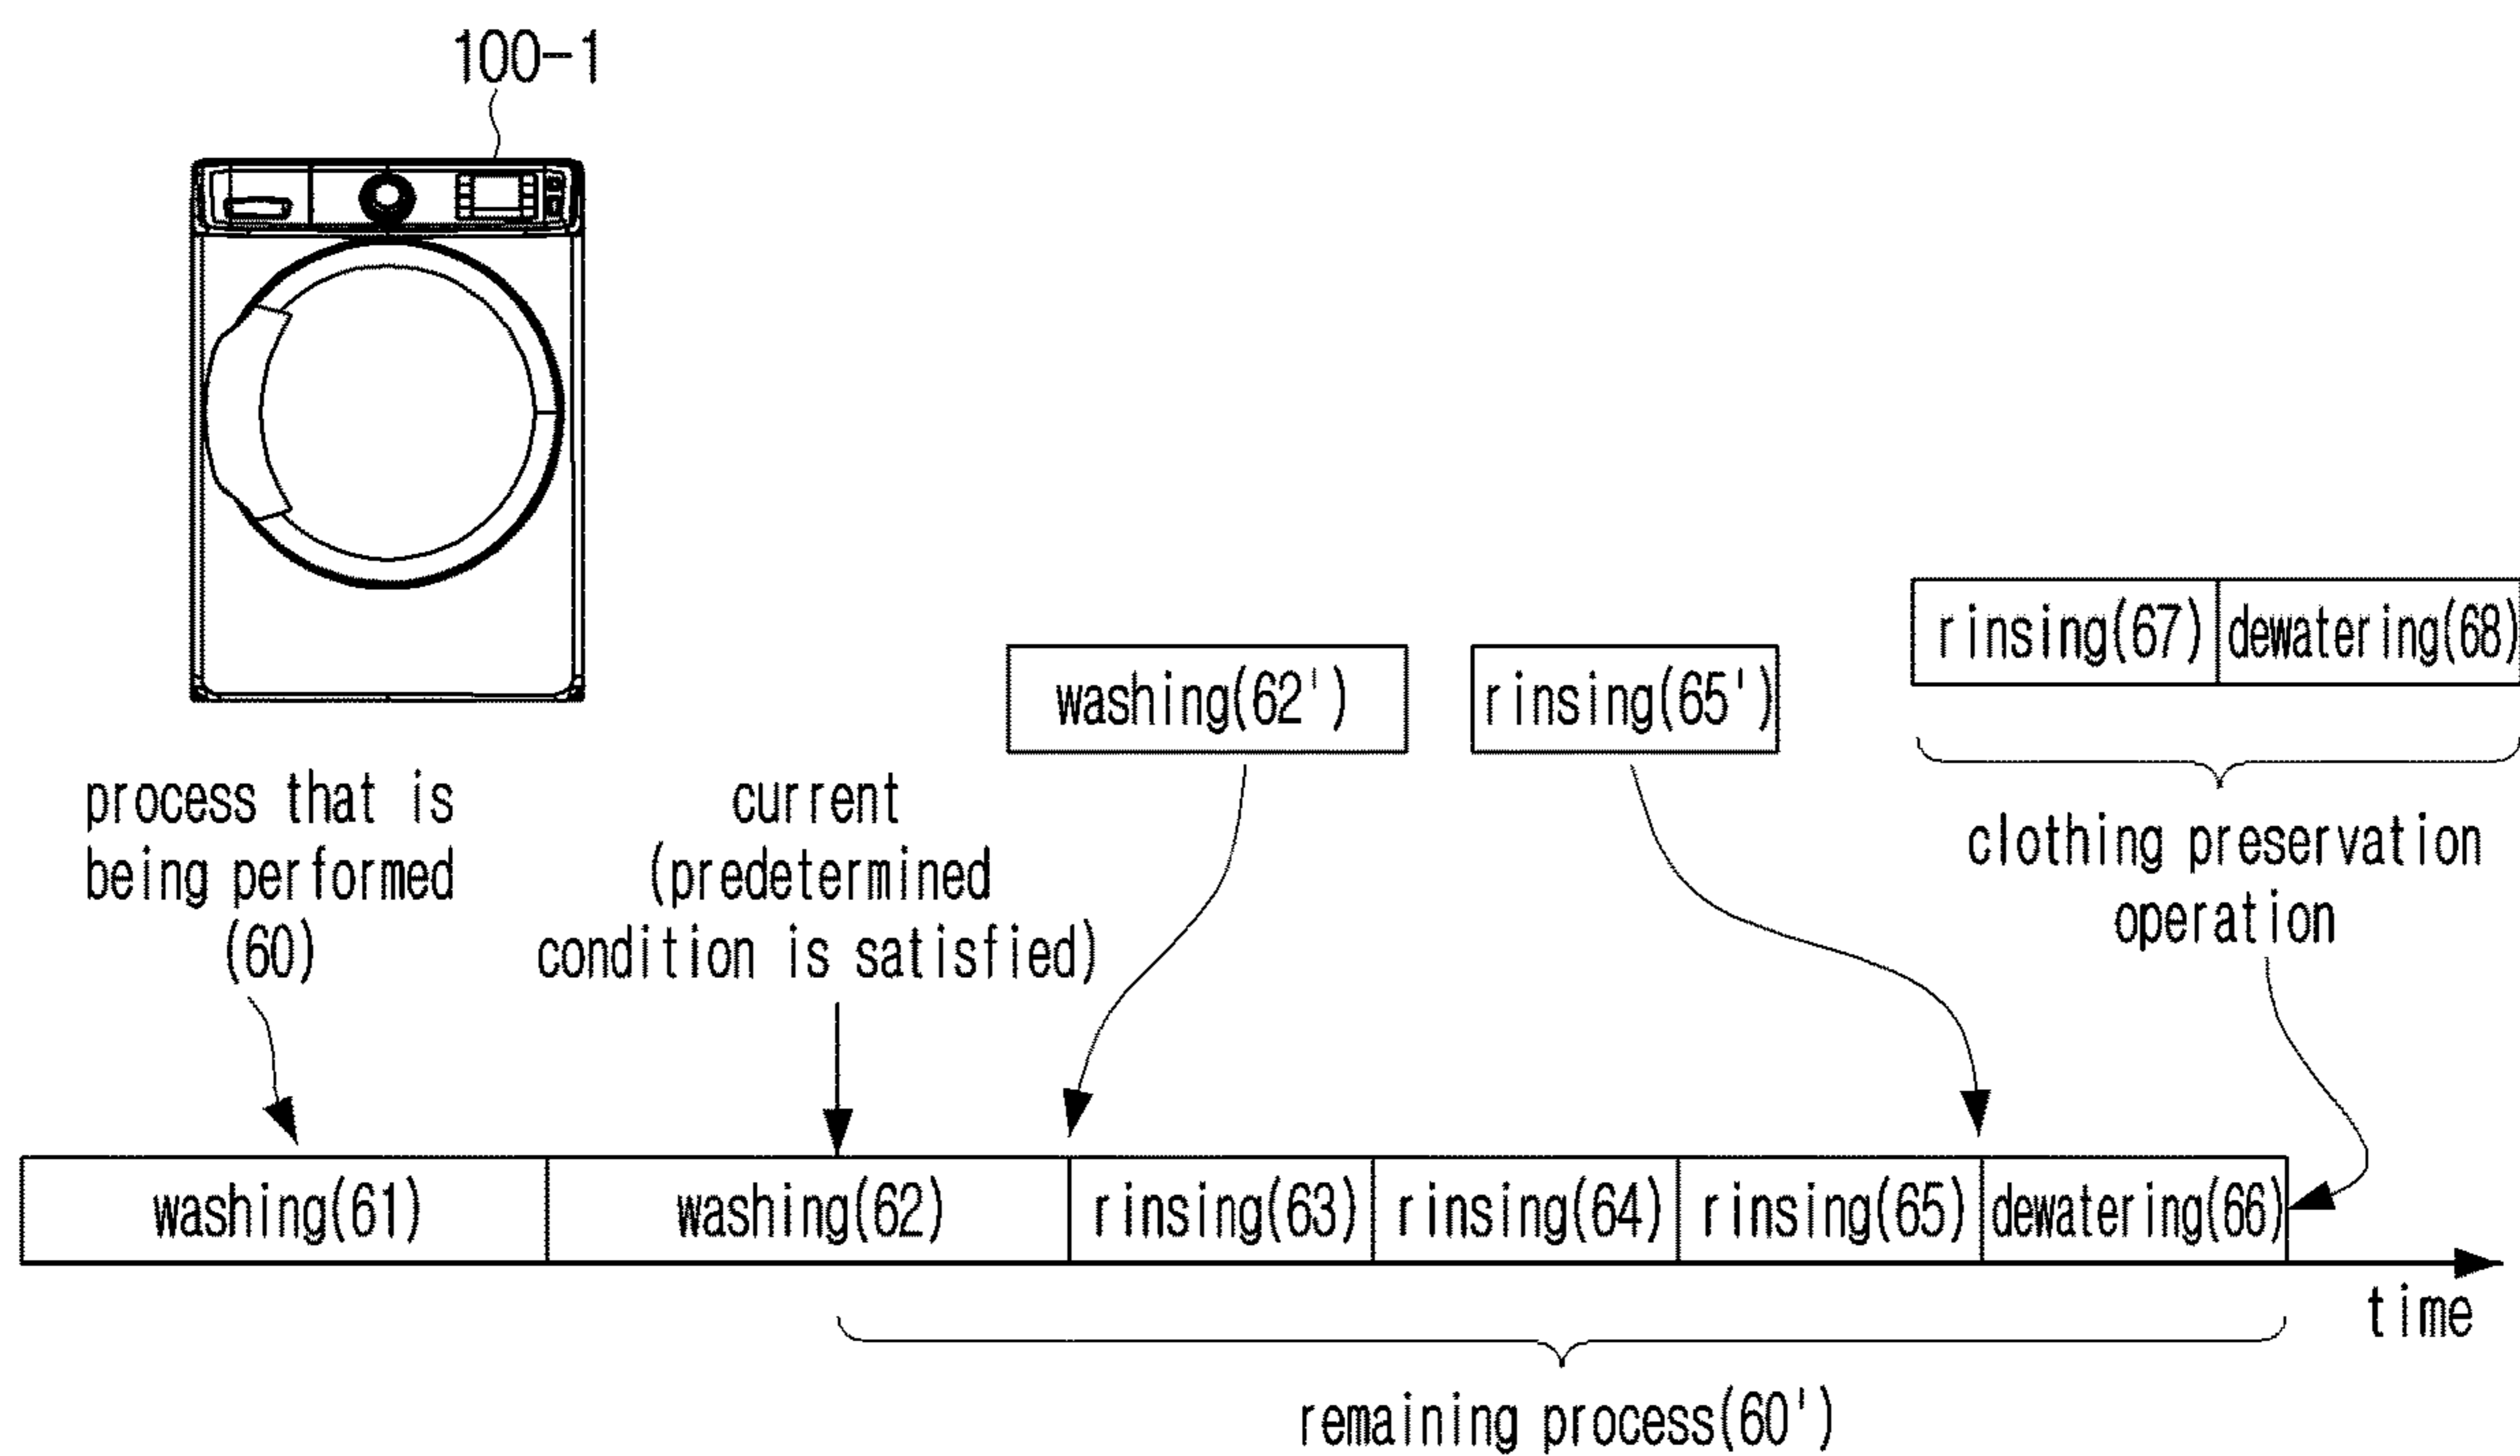 100-1
rinsing(67) dewatering(68)
washing(62') rinsing(65')
process that is
being performed
(60)
current
(predetermined
condition is satisfied)
clothing preservation
operation
washing(61) washing(62) rinsing(63) rinsing(64) rinsing(65) dewatering(66)
time
remaining process(60')